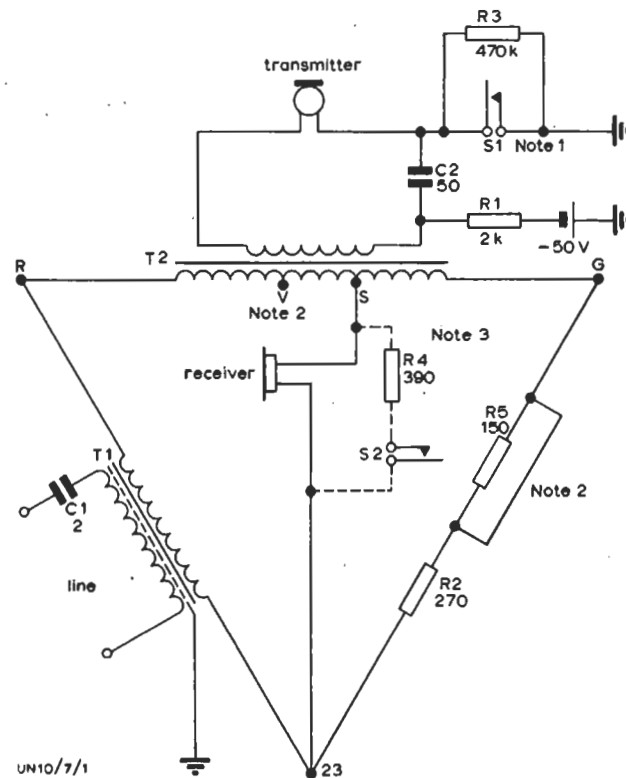 R3
470k
transmitter
S1
Note 1
C2
50
R1
2k
-50V
T2
R
G
V
S
Note 2
Note 3
receiver
R4
390
R5
150
S2
Note 2
T1
C1
2
R2
270
line
UN10/7/1
23